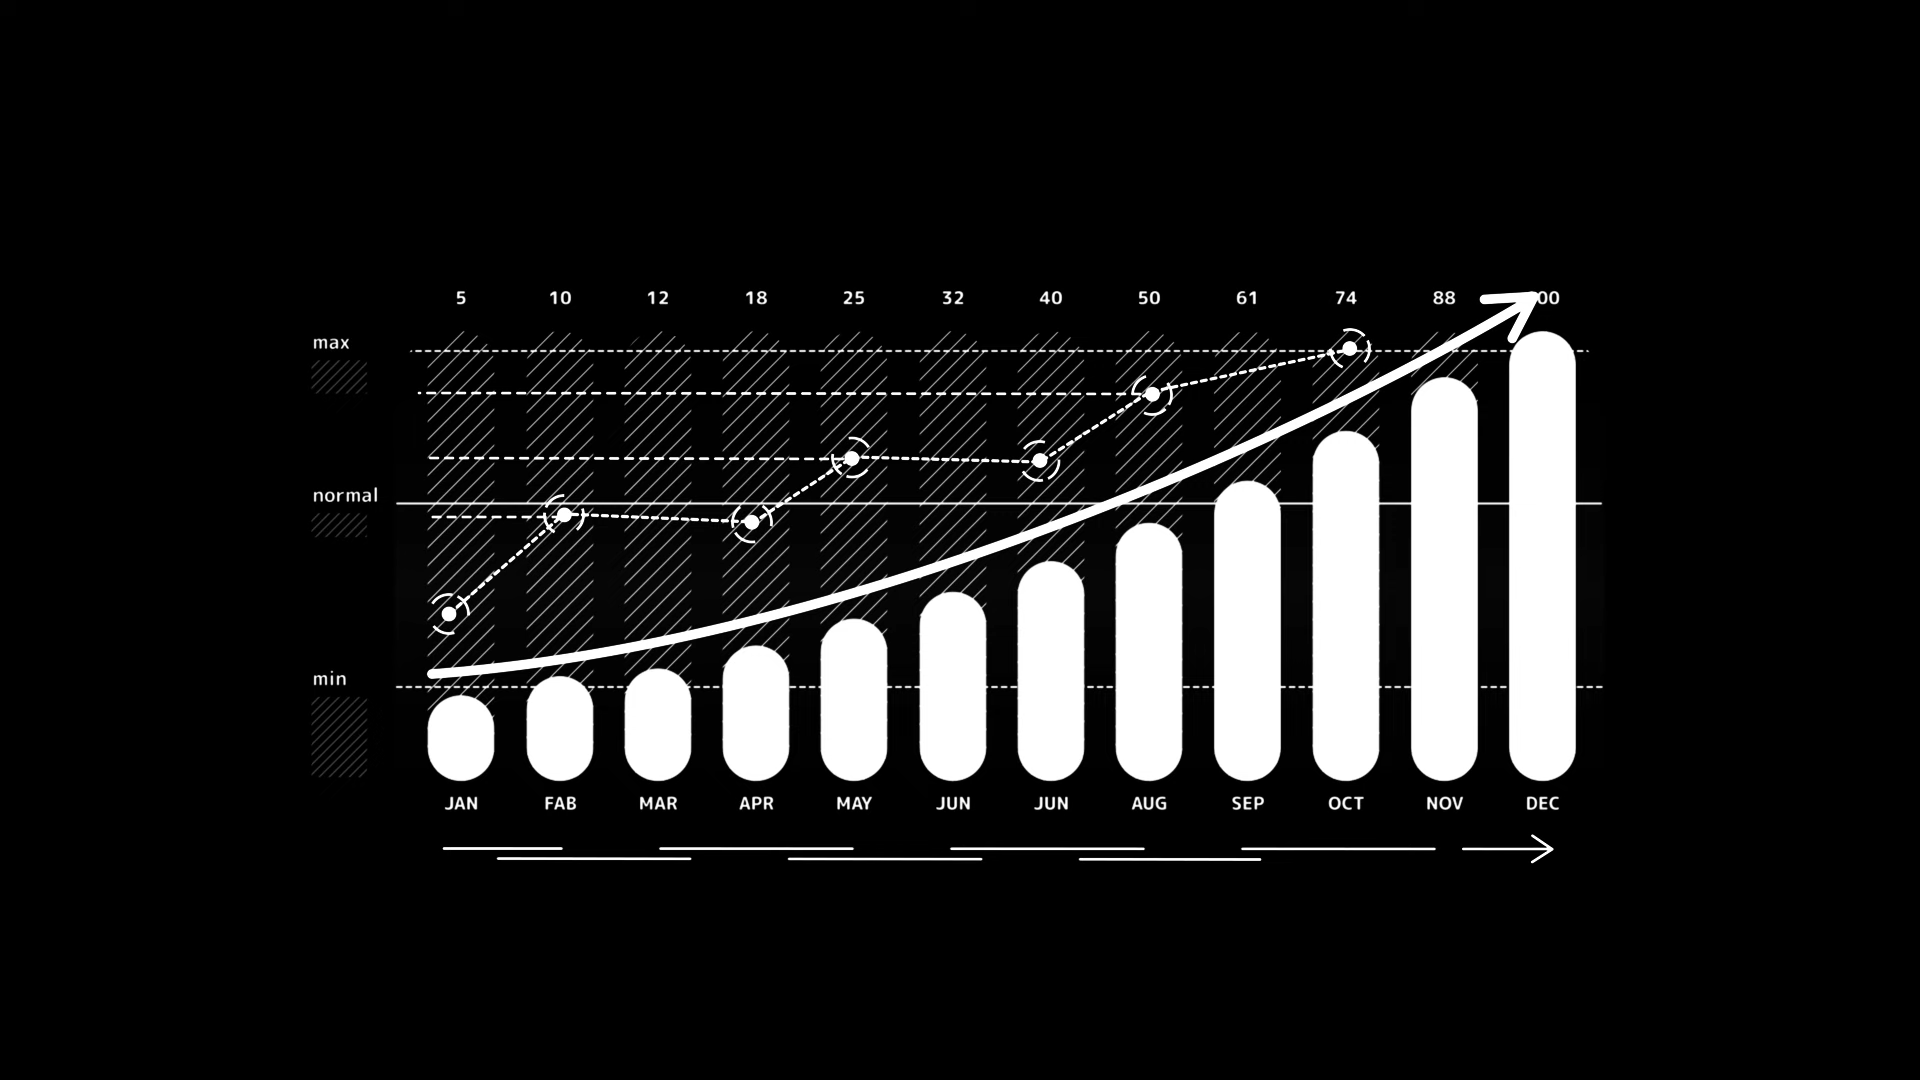 5 10 12 18 25 32 40 50 61 74 88 00
max
normal
min
JAN FAB MAR APR MAY JUN JUN AUG SEP OCT NOV DEC